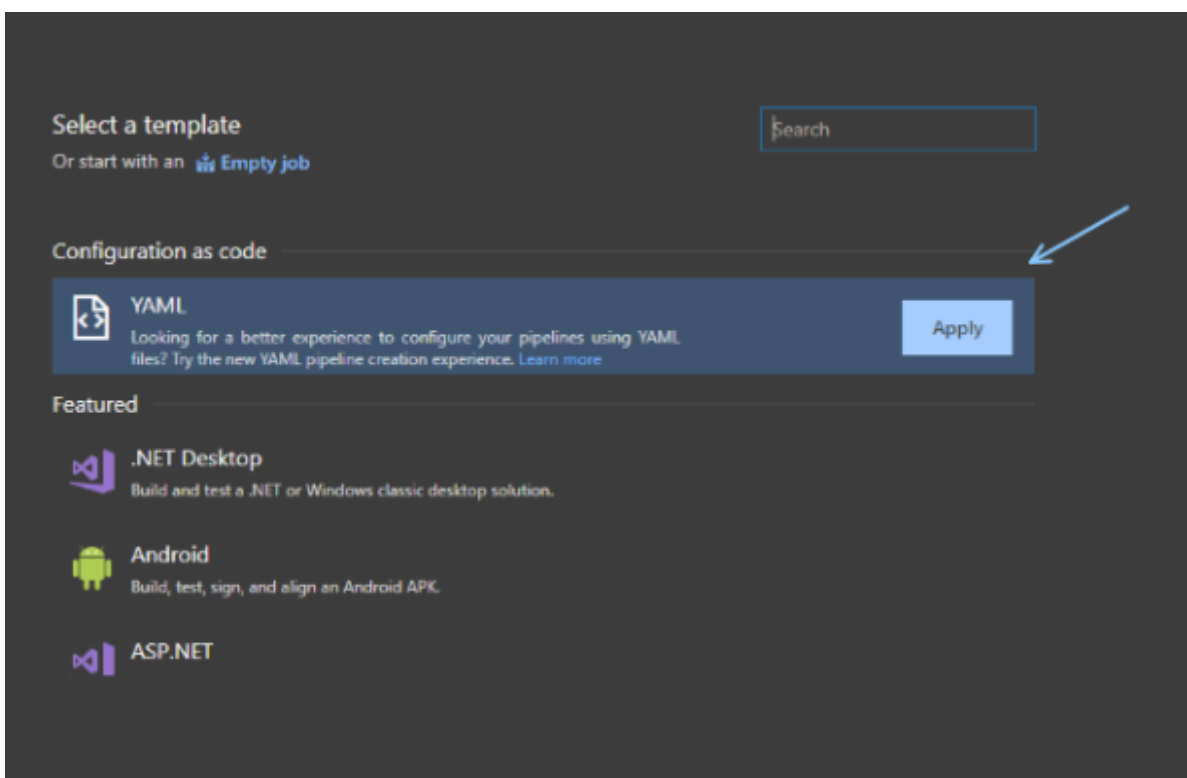 Select a template
Search
Or start with an Empty job
Configuration as code
YAML
Looking for a better experience to configure your pipelines using YAML
files? Try the new YAML pipeline creation experience. Learn more
Apply
Featured
.NET Desktop
Build and test a .NET or Windows classic desktop solution.
Android
Build, test, sign, and align an Android APK.
ASP.NET